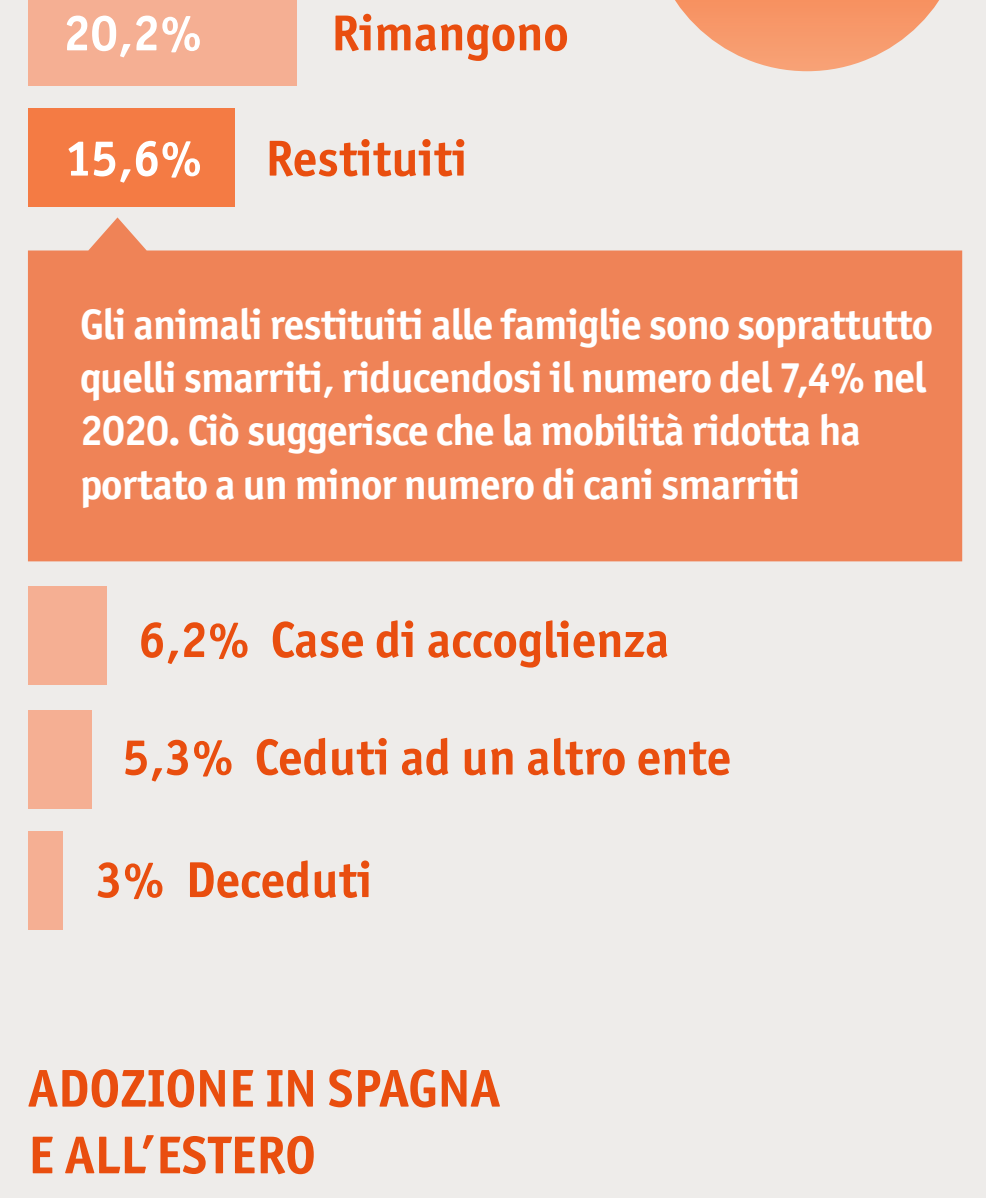 20,2% Rimangono
15,6% Restituiti
Gli animali restituiti alle famiglie sono soprattutto
quelli smarriti, riducendosi il numero del 7,4% nel
2020. Ciò suggerisce che la mobilità ridotta ha
portato a un minor numero di cani smarriti
6,2% Case di accoglienza
5,3% Ceduti ad un altro ente
3% Deceduti
ADOZIONE IN SPAGNA
E ALL’ESTERO